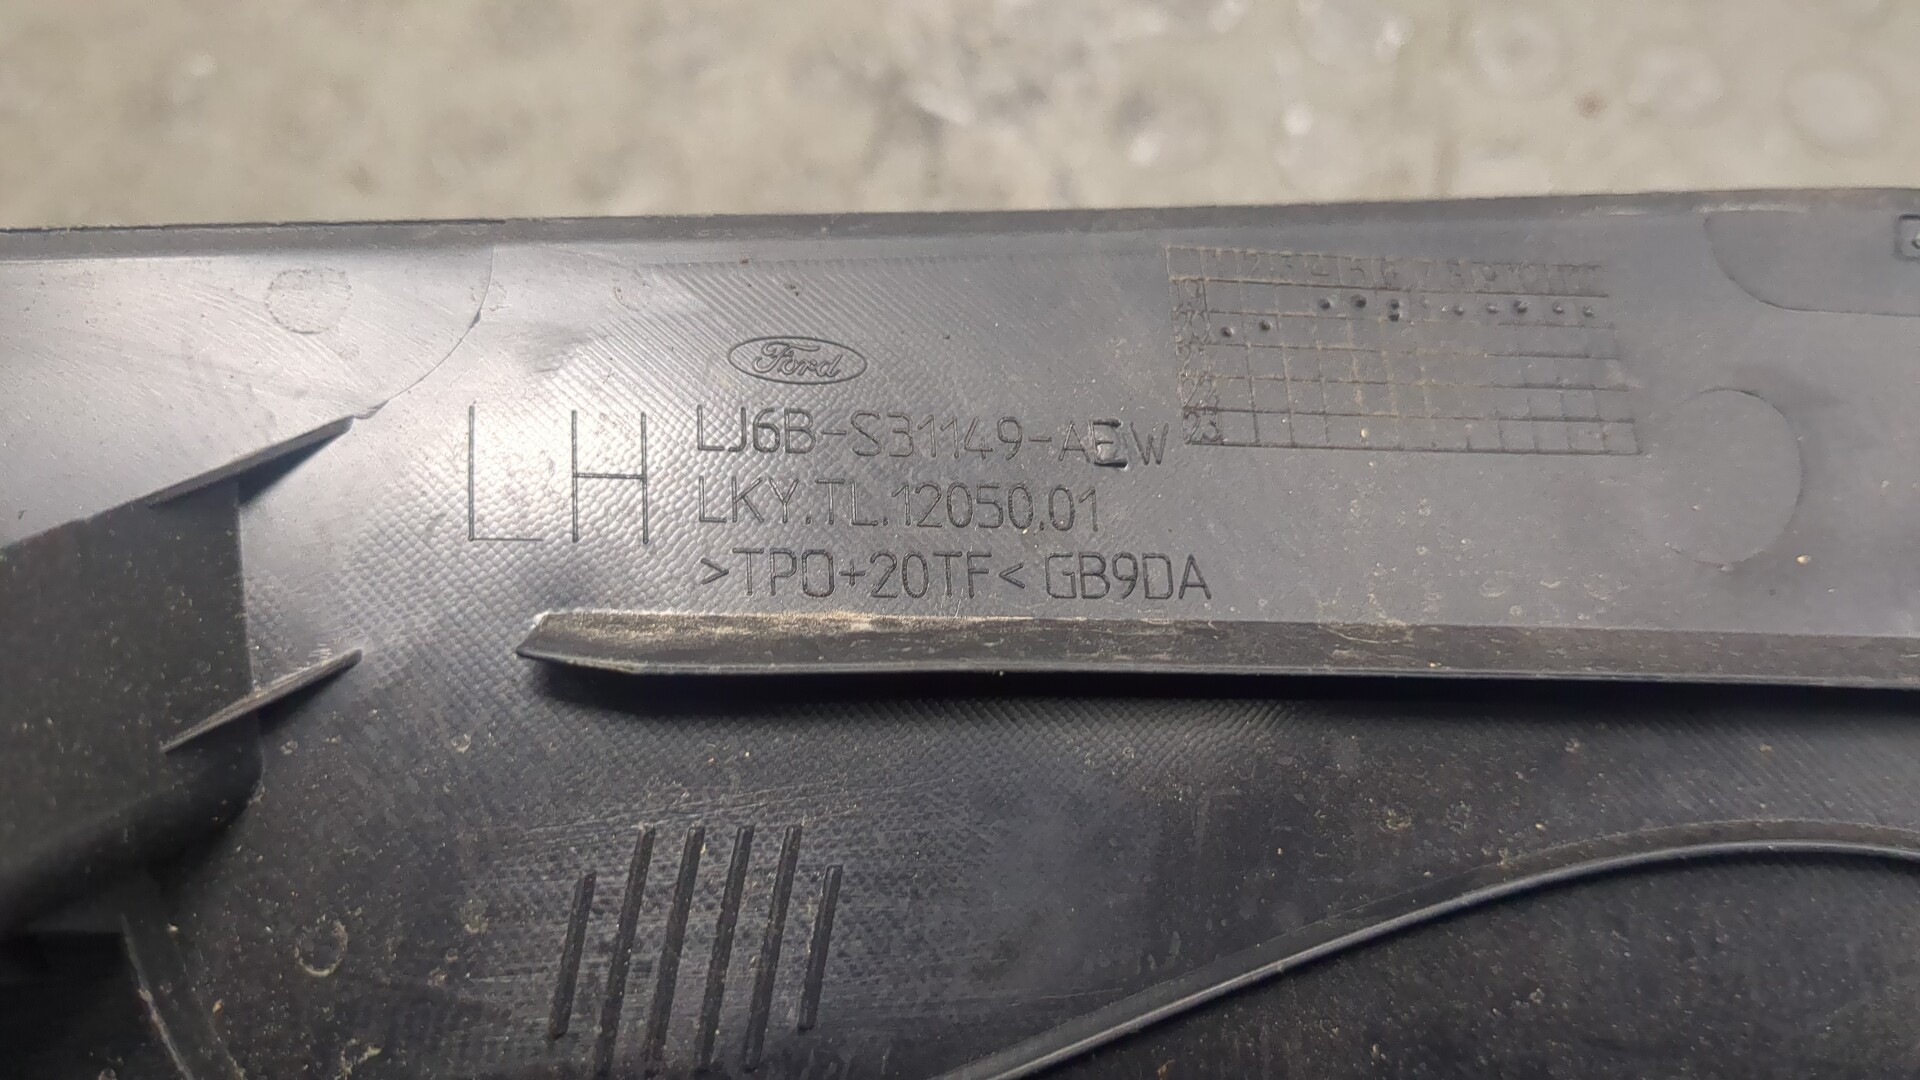 Ford
LH
LJ6B-S31149-AEW
LKY.TL.12050.01
>TPO+20TF< GB9DA